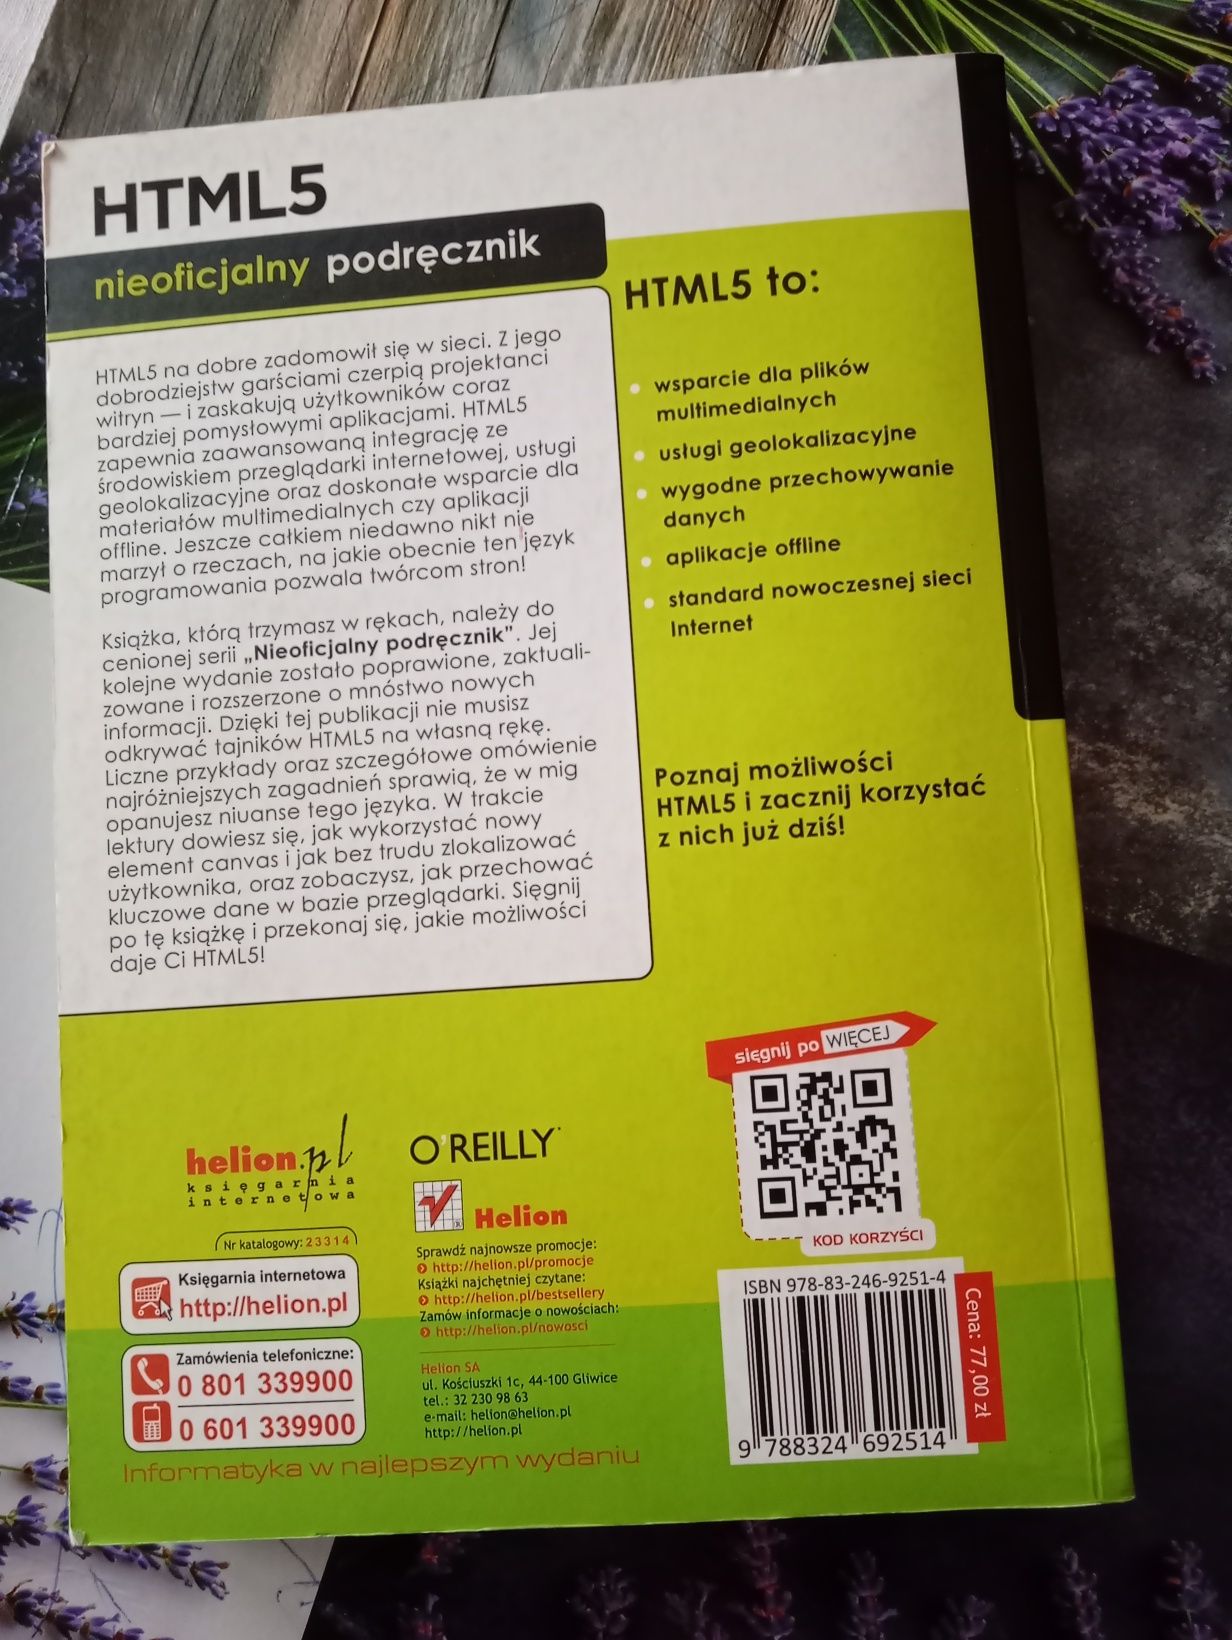 HTML5
nieoficjalny podręcznik
HTML5 na dobre zadomowił się w sieci. Z jego
dobrodziejstw garściami czerpią projektanci
witryn — i zaskakują użytkowników coraz
bardziej pomysłowymi aplikacjami. HTML5
zapewnia zaawansowaną integrację ze
środowiskiem przeglądarki internetowej, usługi
geolokalizacyjne oraz doskonałe wsparcie dla
materiałów multimedialnych czy aplikacji
offline. Jeszcze całkiem niedawno nikt nie
marzył o rzeczach, na jakie obecnie ten język
programowania pozwala twórcom stron!
Książka, którą trzymasz w rękach, należy do
cenionej serii „Nieoficjalny podręcznik". Jej
kolejne wydanie zostało poprawione, zaktuali-
zowane i rozszerzone o mnóstwo nowych
informacji. Dzięki tej publikacji nie musisz
odkrywać tajników HTML5 na własną rękę.
Liczne przykłady oraz szczegółowe omówienie
najróżniejszych zagadnień sprawią, że w mig
opanujesz niuanse tego języka. W trakcie
lektury dowiesz się, jak wykorzystać nowy
element canvas i jak bez trudu zlokalizować
użytkownika, oraz zobaczysz, jak przechować
kluczowe dane w bazie przeglądarki. Sięgnij
po tę książkę i przekonaj się, jakie możliwości
daje Ci HTML5!
HTML5 to:
• wsparcie dla plików
multimedialnych
• usługi geolokalizacyjne
• wygodne przechowywanie
danych
• aplikacje offline
• standard nowoczesnej sieci
Internet
Poznaj możliwości
HTML5 i zacznij korzystać
z nich już dziś!
helion.pl
księgarnia
internetowa
Nr katalogowy: 23314
Księgarnia internetowa
http://helion.pl
Zamówienia telefoniczne:
0 801 339900
0 601 339900
O'REILLY®
Helion
Sprawdź najnowsze promocje:
http://helion.pl/promocje
Książki najchętniej czytane:
http://helion.pl/bestsellery
Zamów informacje o nowościach:
http://helion.pl/nowosci
Helion SA
ul. Kościuszki 1c, 44-100 Gliwice
tel.: 32 230 98 63
e-mail: helion@helion.pl
http://helion.pl
Informatyka w najlepszym wydaniu
sięgnij po WIĘCEJ
KOD KORZYŚCI
ISBN 978-83-246-9251-4
9 788324 692514
Cena: 77,00 zł